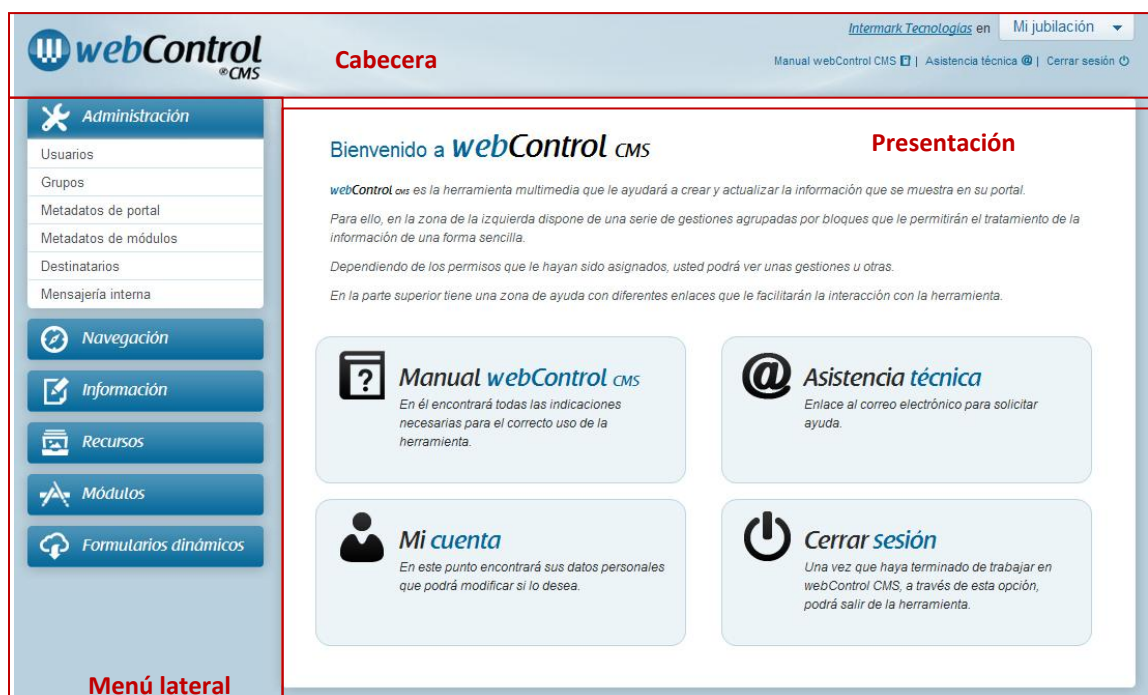 Intermark Tecnologías en Mi jubilación
webControl
®CMS
Cabecera
Manual webControl CMS | Asistencia técnica @ | Cerrar sesión
Administración
Usuarios
Grupos
Metadatos de portal
Metadatos de módulos
Destinatarios
Mensajería interna
Navegación
Información
Recursos
Módulos
Formularios dinámicos
Menú lateral
Presentación
Bienvenido a webControl CMS
webControl CMS es la herramienta multimedia que le ayudará a crear y actualizar la información que se muestra en su portal.
Para ello, en la zona de la izquierda dispone de una serie de gestiones agrupadas por bloques que le permitirán el tratamiento de la
información de una forma sencilla.
Dependiendo de los permisos que le hayan sido asignados, usted podrá ver unas gestiones u otras.
En la parte superior tiene una zona de ayuda con diferentes enlaces que le facilitarán la interacción con la herramienta.
?
Manual webControl CMS
En él encontrará todas las indicaciones
necesarias para el correcto uso de la
herramienta.
@
Asistencia técnica
Enlace al correo electrónico para solicitar
ayuda.
Mi cuenta
En este punto encontrará sus datos personales
que podrá modificar si lo desea.
Cerrar sesión
Una vez que haya terminado de trabajar en
webControl CMS, a través de esta opción,
podrá salir de la herramienta.